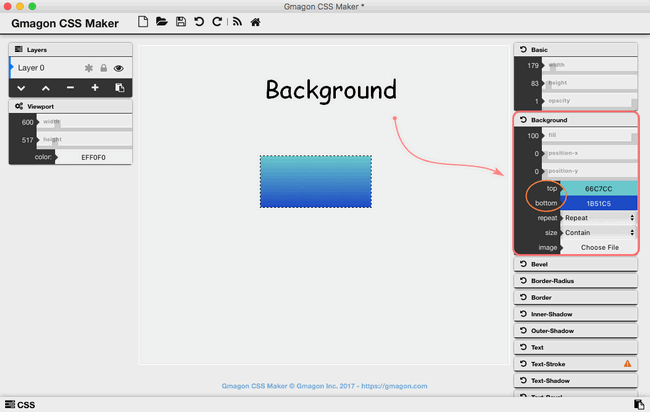 Gmagon CSS Maker *
Gmagon CSS Maker
Layers
Layer 0
Viewport
600 width
517 height
color: EFF0F0
Background
Gmagon CSS Maker © Gmagon Inc. 2017 - https://gmagon.com
Basic
179 width
83 height
1 opacity
Background
100 fill
0 position-x
0 position-y
top 66C7CC
bottom 1B51C5
repeat Repeat
size Contain
image Choose File
Bevel
Border-Radius
Border
Inner-Shadow
Outer-Shadow
Text
Text-Stroke
Text-Shadow
Text-Bevel
CSS